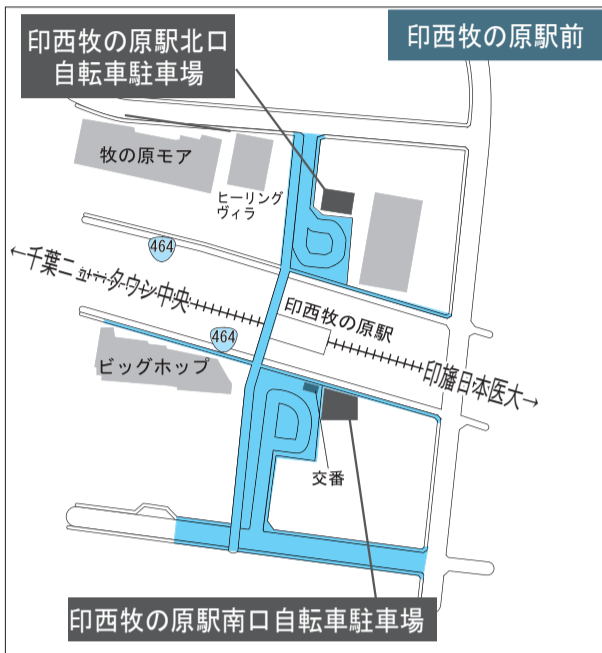 印西牧の原駅前
印西牧の原駅北口
自転車駐車場
牧の原モア
ヒーリング
ヴィラ
464
←千葉ニュータウン中央
印西牧の原駅
464
ビッグホップ
印旛日本医大→
交番
印西牧の原駅南口自転車駐車場